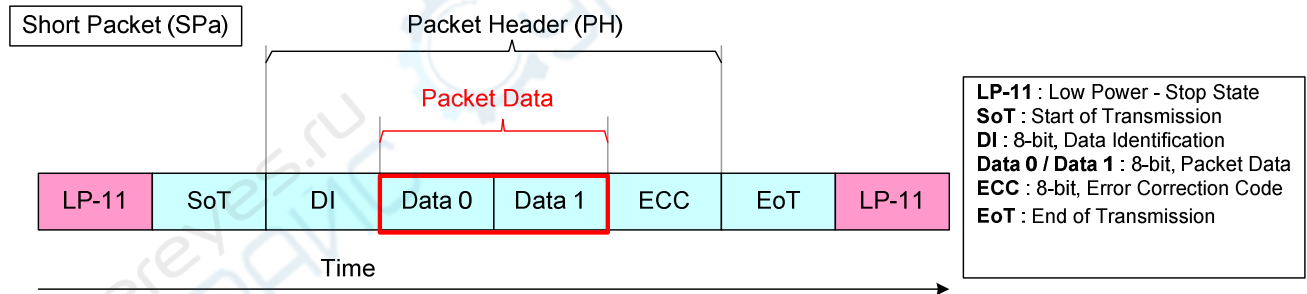 Short Packet (SPa)
Packet Header (PH)
Packet Data
LP-11 SoT DI Data 0 Data 1 ECC EoT LP-11
Time
LP-11 : Low Power - Stop State
SoT : Start of Transmission
DI : 8-bit, Data Identification
Data 0 / Data 1 : 8-bit, Packet Data
ECC : 8-bit, Error Correction Code
EoT : End of Transmission